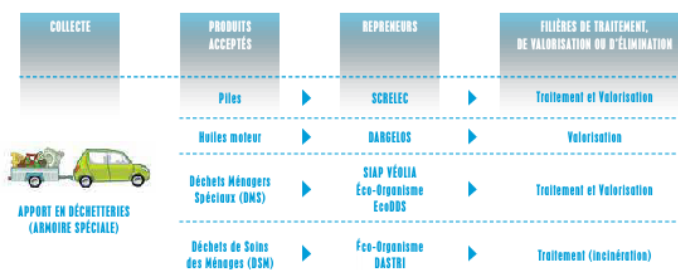 COLLECTE
PRODUITS
ACCEPTÉS
REPRENEURS
FILIÈRES DE TRAITEMENT,
DE VALORISATION OU D'ÉLIMINATION
Piles
SCRELEC
Traitement et Valorisation
Huiles moteur
DARGELOS
Valorisation
APPORT EN DÉCHETTERIES
(ARMOIRE SPÉCIALE)
Déchets Ménagers
Spéciaux (DMS)
SIAP VÉOLIA
Éco-Organisme
EcoDDS
Traitement et Valorisation
Déchets de Soins
des Ménages (DSM)
Éco-Organisme
DASTRI
Traitement (incinération)